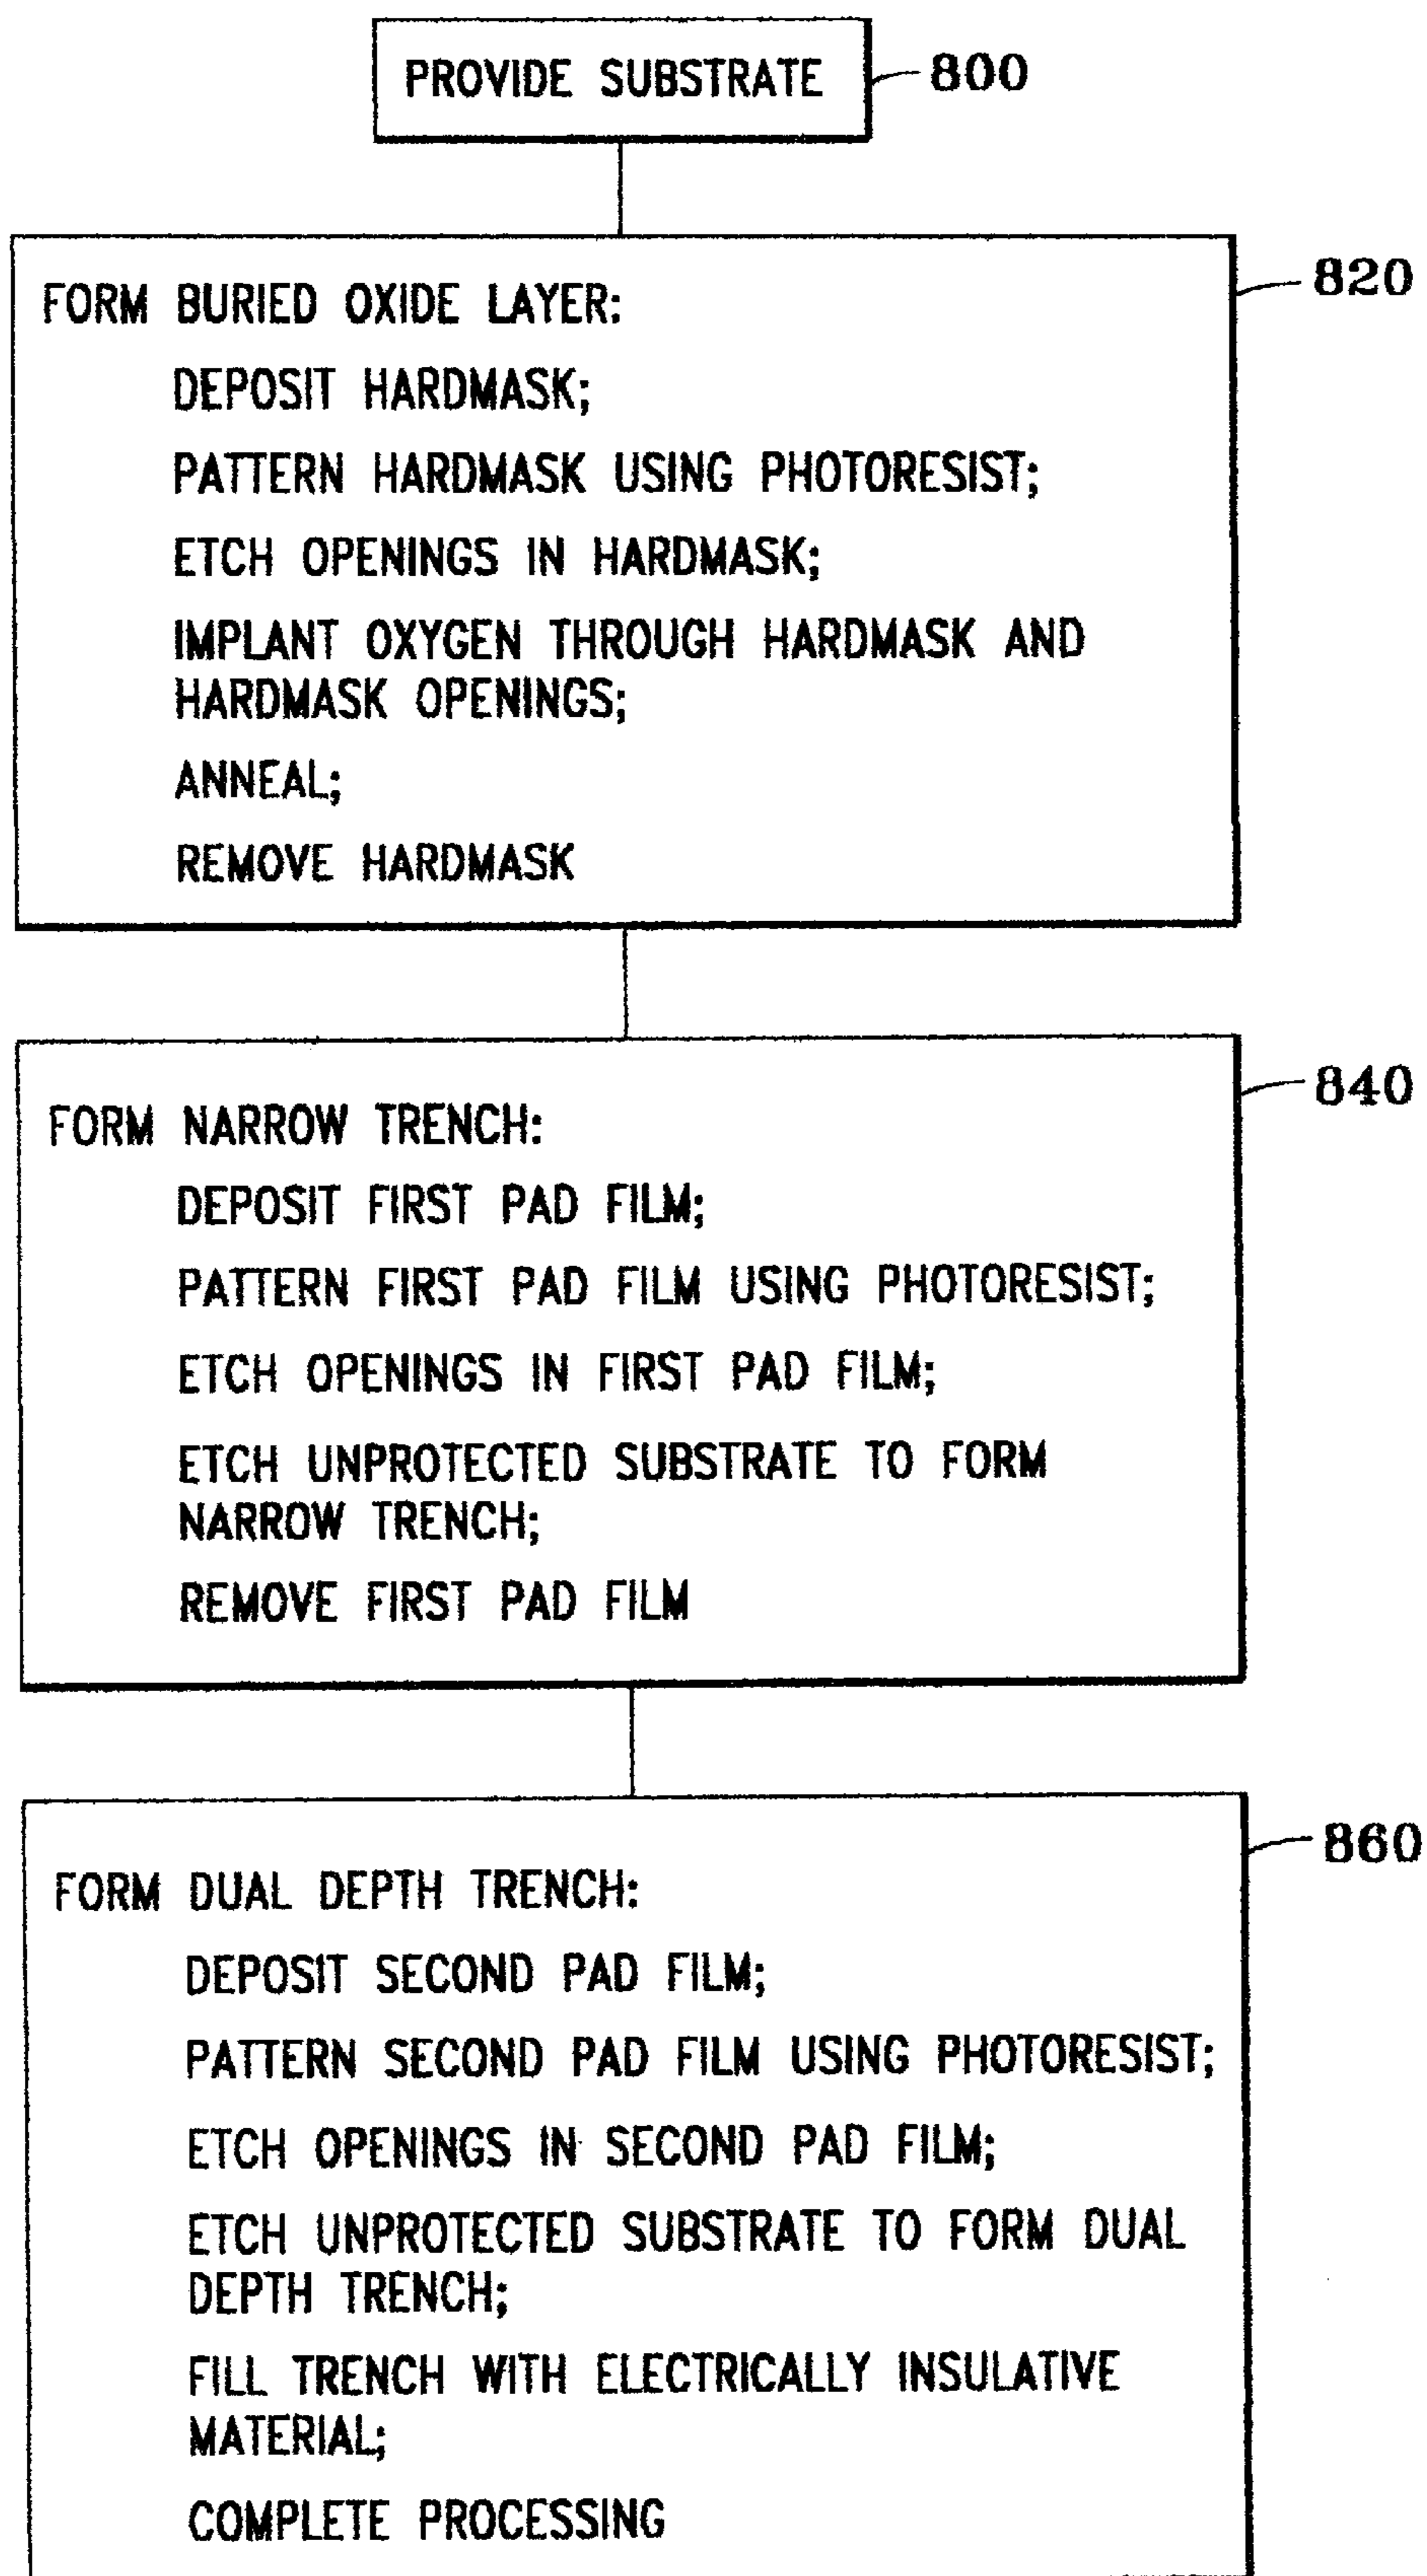 PROVIDE SUBSTRATE
800
820
FORM BURIED OXIDE LAYER:
DEPOSIT HARDMASK;
PATTERN HARDMASK USING PHOTORESIST;
ETCH OPENINGS IN HARDMASK;
IMPLANT OXYGEN THROUGH HARDMASK AND
HARDMASK OPENINGS;
ANNEAL;
REMOVE HARDMASK
840
FORM NARROW TRENCH:
DEPOSIT FIRST PAD FILM;
PATTERN FIRST PAD FILM USING PHOTORESIST;
ETCH OPENINGS IN FIRST PAD FILM;
ETCH UNPROTECTED SUBSTRATE TO FORM
NARROW TRENCH;
REMOVE FIRST PAD FILM
860
FORM DUAL DEPTH TRENCH:
DEPOSIT SECOND PAD FILM;
PATTERN SECOND PAD FILM USING PHOTORESIST;
ETCH OPENINGS IN SECOND PAD FILM;
ETCH UNPROTECTED SUBSTRATE TO FORM DUAL
DEPTH TRENCH;
FILL TRENCH WITH ELECTRICALLY INSULATIVE
MATERIAL;
COMPLETE PROCESSING